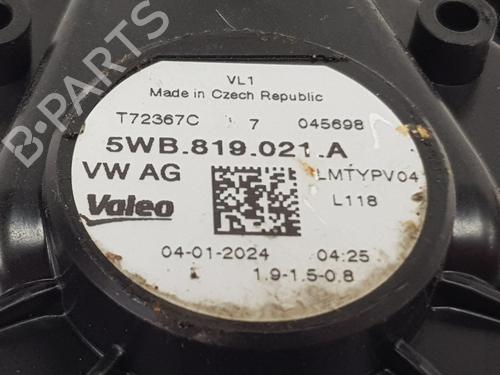 VL1
Made in Czech Republic
T72367C 7 045698
5WB.819.021.A
VW AG LMTYPV04
Valeo L118
04-01-2024 04:25
1.9-1.5-0.8
B-PARTS